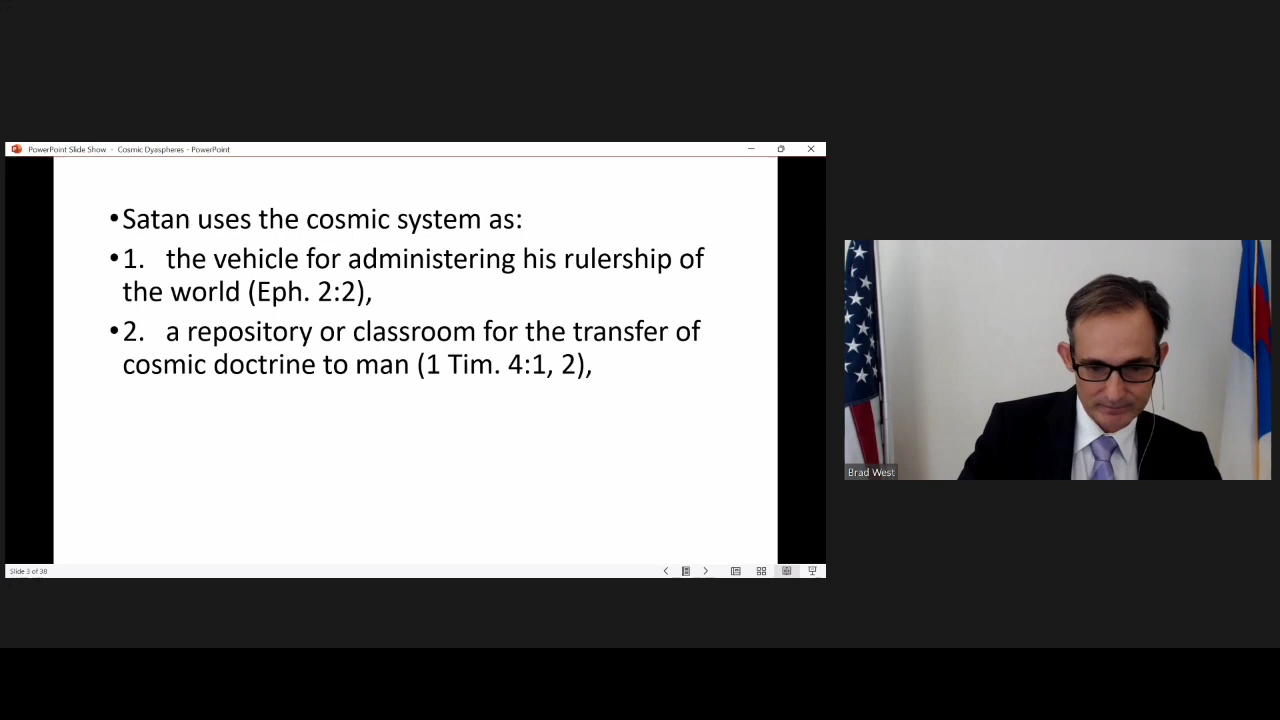 PowerPoint Slide Show - Cosmic Dyaspheres - PowerPoint
•Satan uses the cosmic system as:
•1. the vehicle for administering his rulership of
the world (Eph. 2:2),
•2. a repository or classroom for the transfer of
cosmic doctrine to man (1 Tim. 4:1, 2),
Slide 3 of 38
Brad West